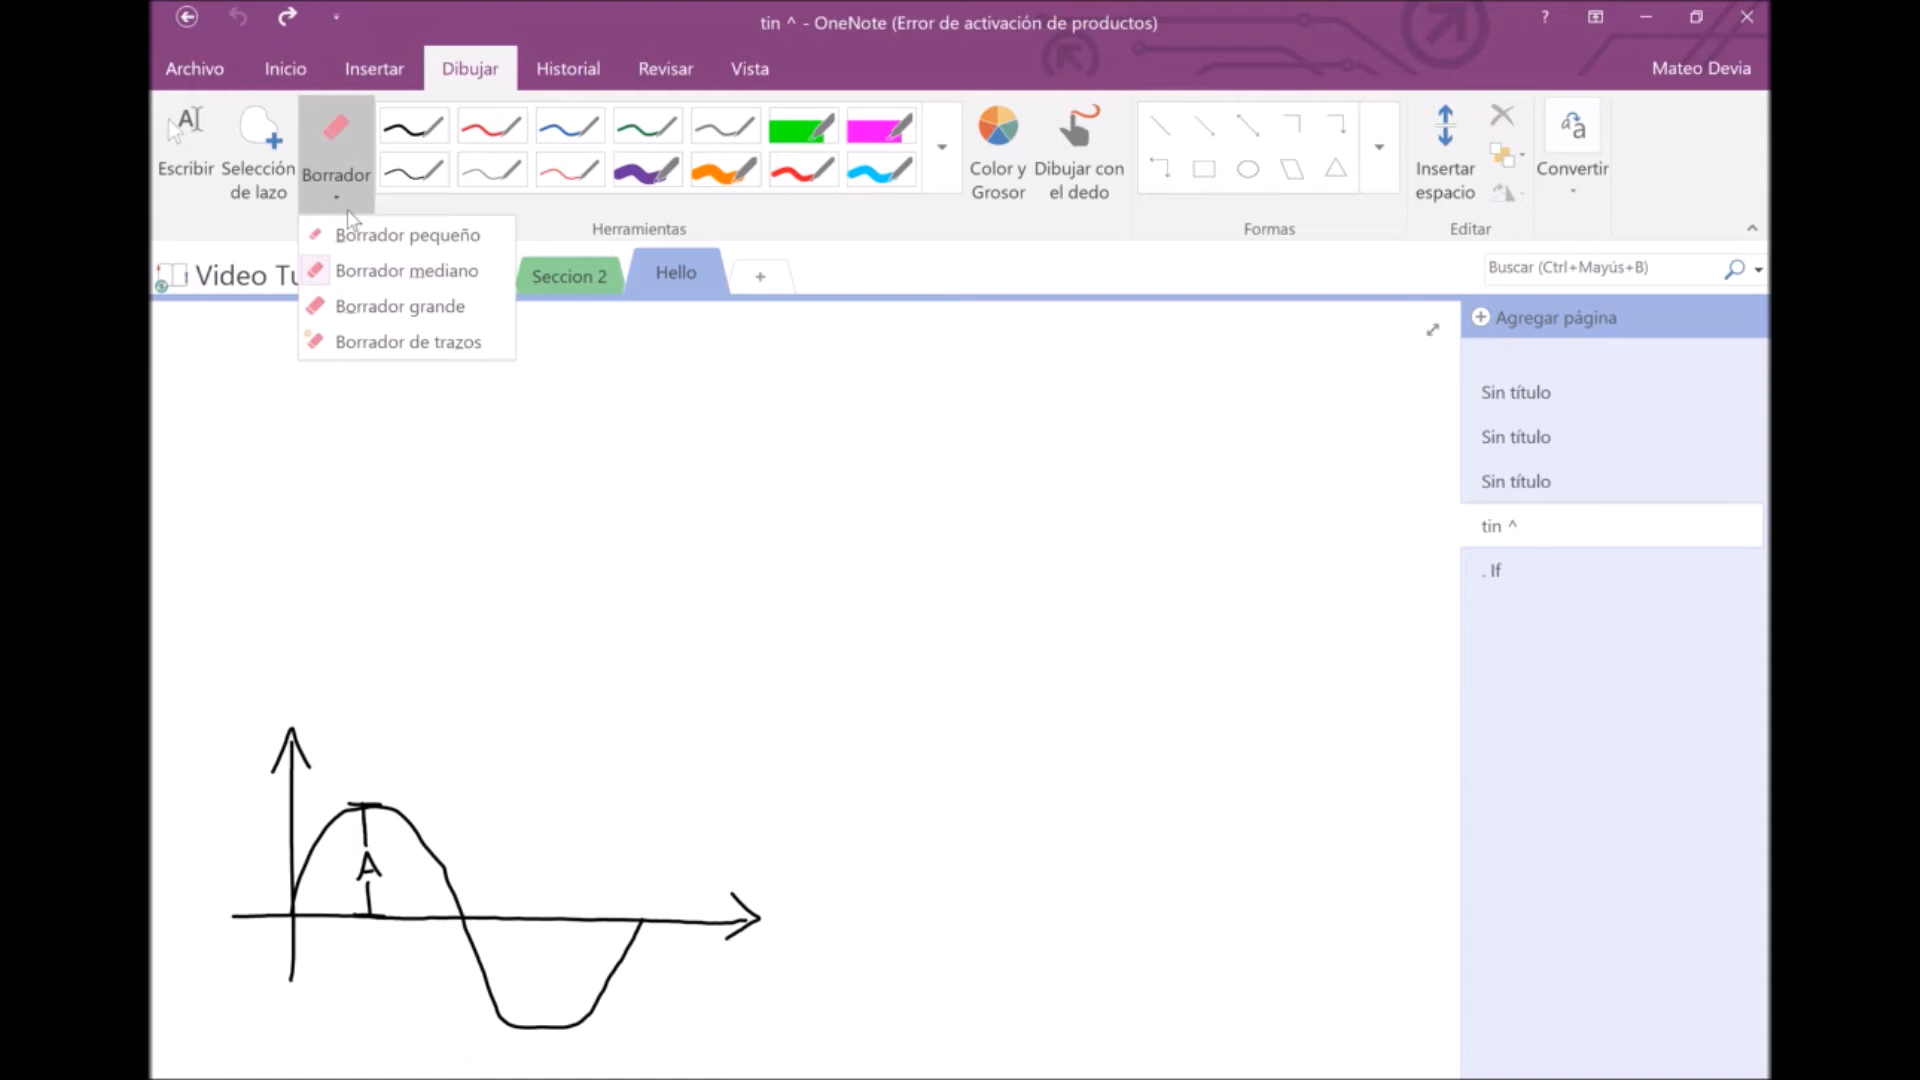 tin ^ - OneNote (Error de activación de productos)
?
Archivo Inicio Insertar Dibujar Historial Revisar Vista
Mateo Devia
Escribir
Selección de lazo
Borrador
Color y Grosor
Dibujar con el dedo
Insertar espacio
Convertir
Herramientas
Formas
Editar
Borrador pequeño
Borrador mediano
Borrador grande
Borrador de trazos
Video Tu
Seccion 2
Hello
+
Buscar (Ctrl+Mayús+B)
Agregar página
Sin título
Sin título
Sin título
tin ^
. If
A